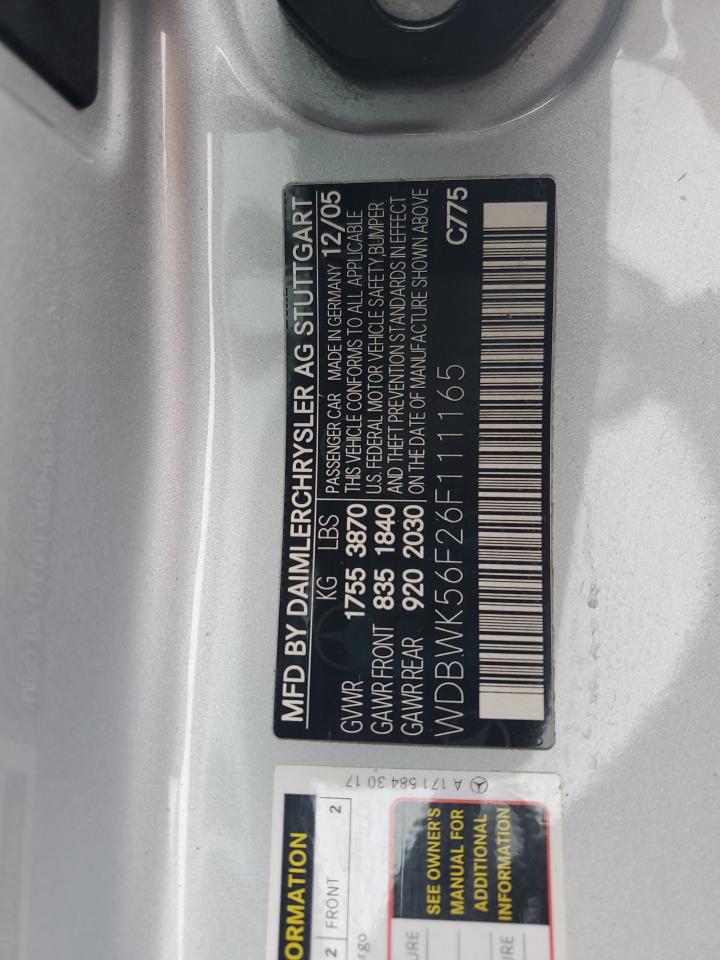 MFD BY DAIMLERCHRYSLER AG STUTTGART
KG LBS PASSENGER CAR MADE IN GERMANY 12/05
GVWR 1755 3870 THIS VEHICLE CONFORMS TO ALL APPLICABLE
U.S. FEDERAL MOTOR VEHICLE SAFETY,BUMPER
GAWR FRONT 835 1840 AND THEFT PREVENTION STANDARDS IN EFFECT
GAWR REAR 920 2030 ON THE DATE OF MANUFACTURE SHOWN ABOVE
WDBWK56F26F111165 C775
A 171 584 30 17
ORMATION
2 FRONT 2
rgo
SEE OWNER'S
MANUAL FOR
ADDITIONAL
INFORMATION
URE
RE